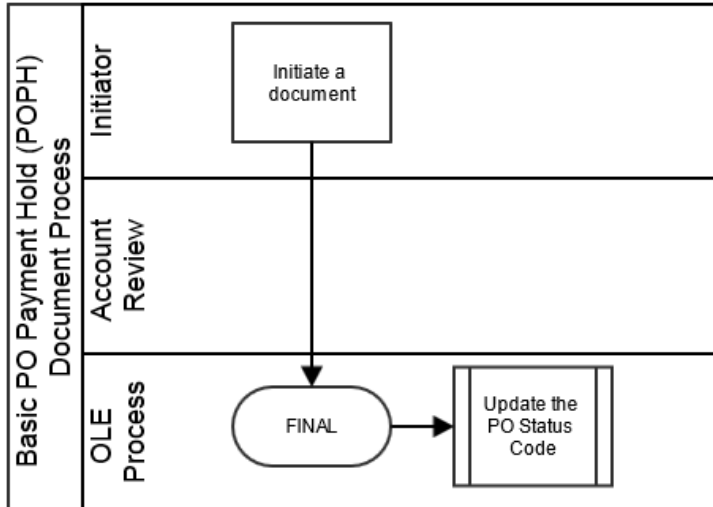 Basic PO Payment Hold (POPH)
Document Process
Initiator
Initiate a
document
Account
Review
OLE
Process
FINAL
Update the
PO Status
Code